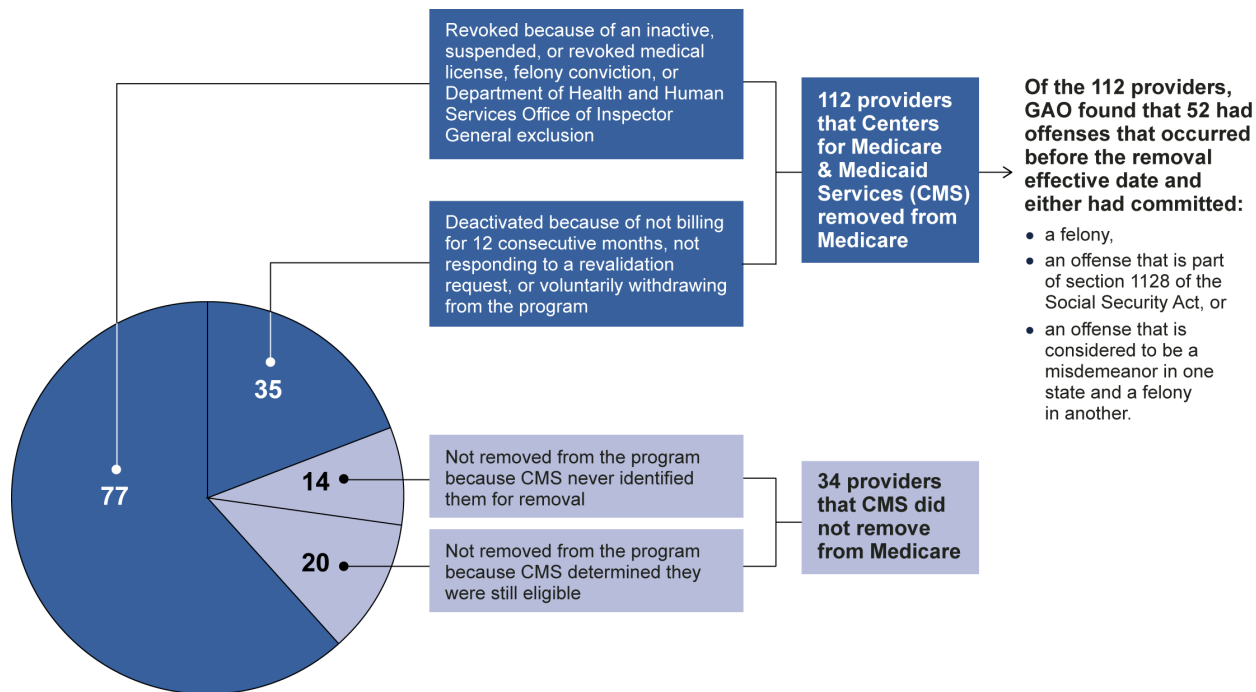 Revoked because of an inactive,
suspended, or revoked medical
license, felony conviction, or
Department of Health and Human
Services Office of Inspector
General exclusion
112 providers
that Centers
for Medicare
& Medicaid
Services (CMS)
removed from
Medicare
Of the 112 providers,
GAO found that 52 had
offenses that occurred
before the removal
effective date and
either had committed:
• a felony,
• an offense that is part
of section 1128 of the
Social Security Act, or
• an offense that is
considered to be a
misdemeanor in one
state and a felony
in another.
Deactivated because of not billing
for 12 consecutive months, not
responding to a revalidation
request, or voluntarily withdrawing
from the program
35
77
14
20
Not removed from the program
because CMS never identified
them for removal
Not removed from the program
because CMS determined they
were still eligible
34 providers
that CMS did
not remove
from Medicare